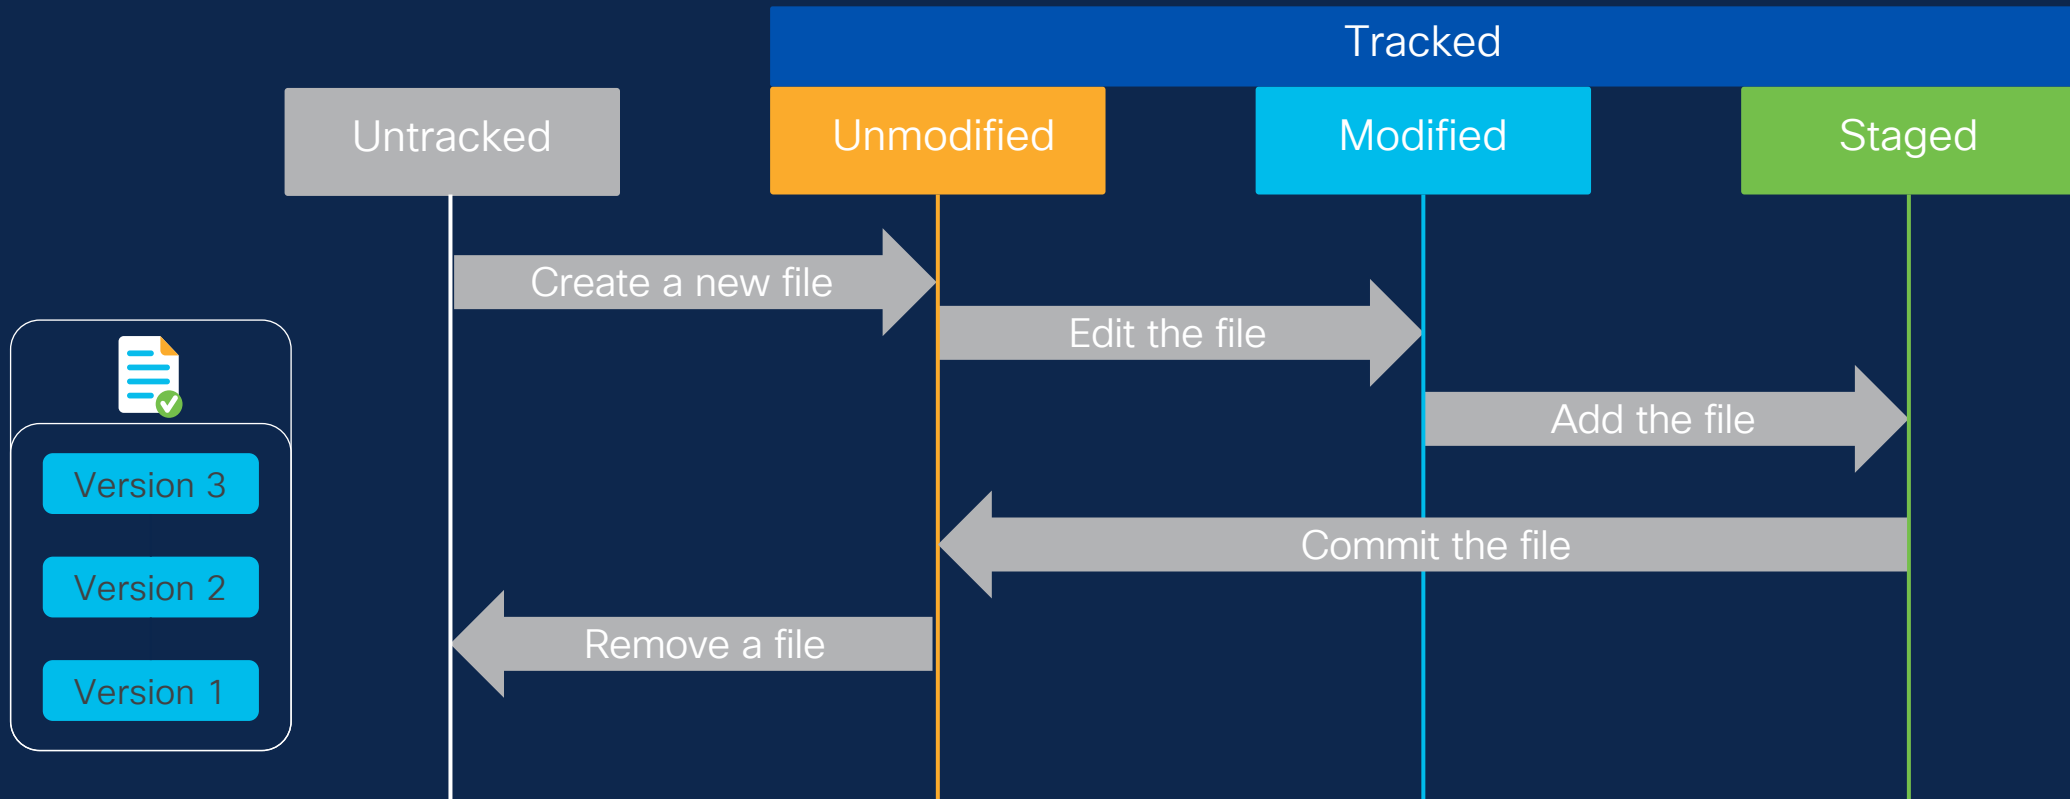 Tracked
Untracked
Unmodified
Modified
Staged
Create a new file
Edit the file
Add the file
Commit the file
Remove a file
Version 3
Version 2
Version 1